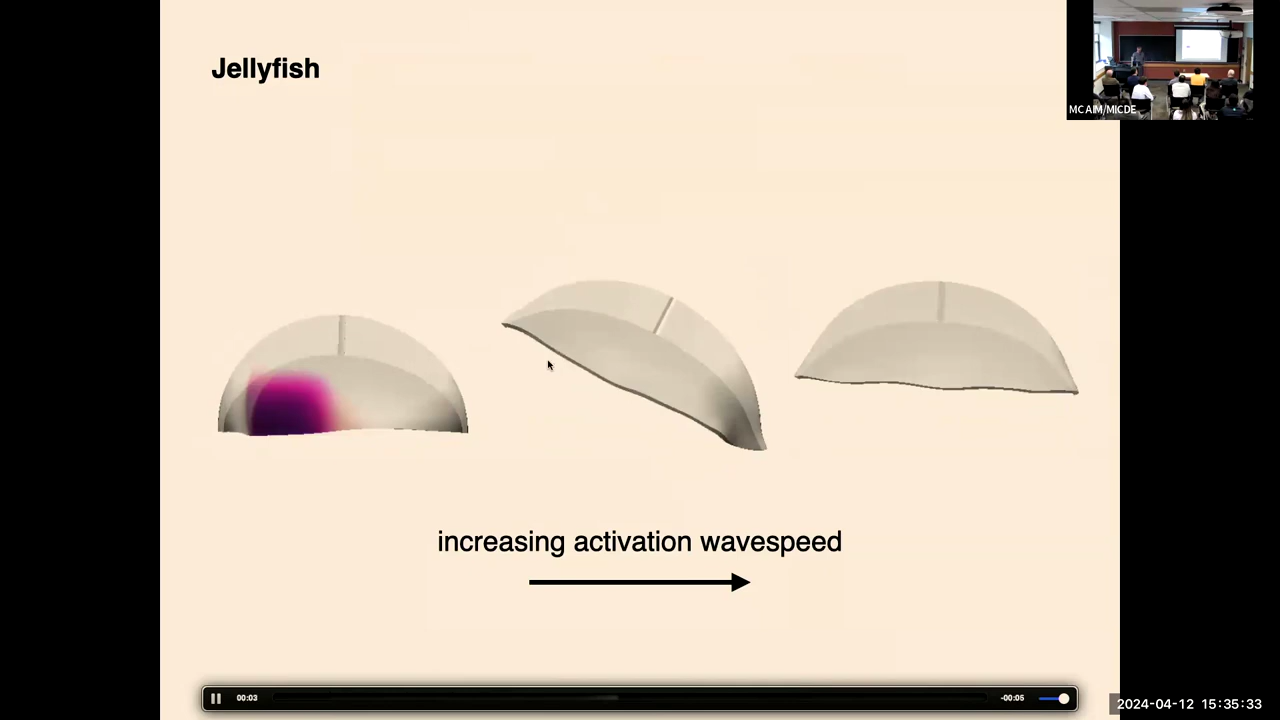 Jellyfish
MCAIM/MICDE
increasing activation wavespeed
00:03
-00:05
2024-04-12 15:35:33